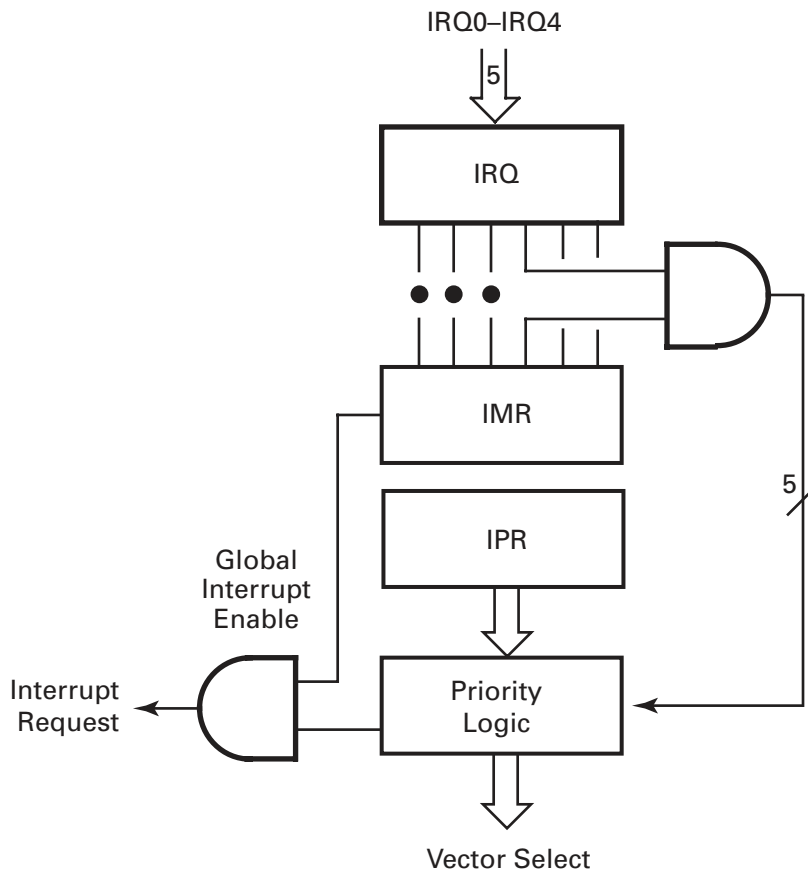 IRQ0–IRQ4
5
IRQ
IMR
5
IPR
Global
Interrupt
Enable
Interrupt
Request
Priority
Logic
Vector Select